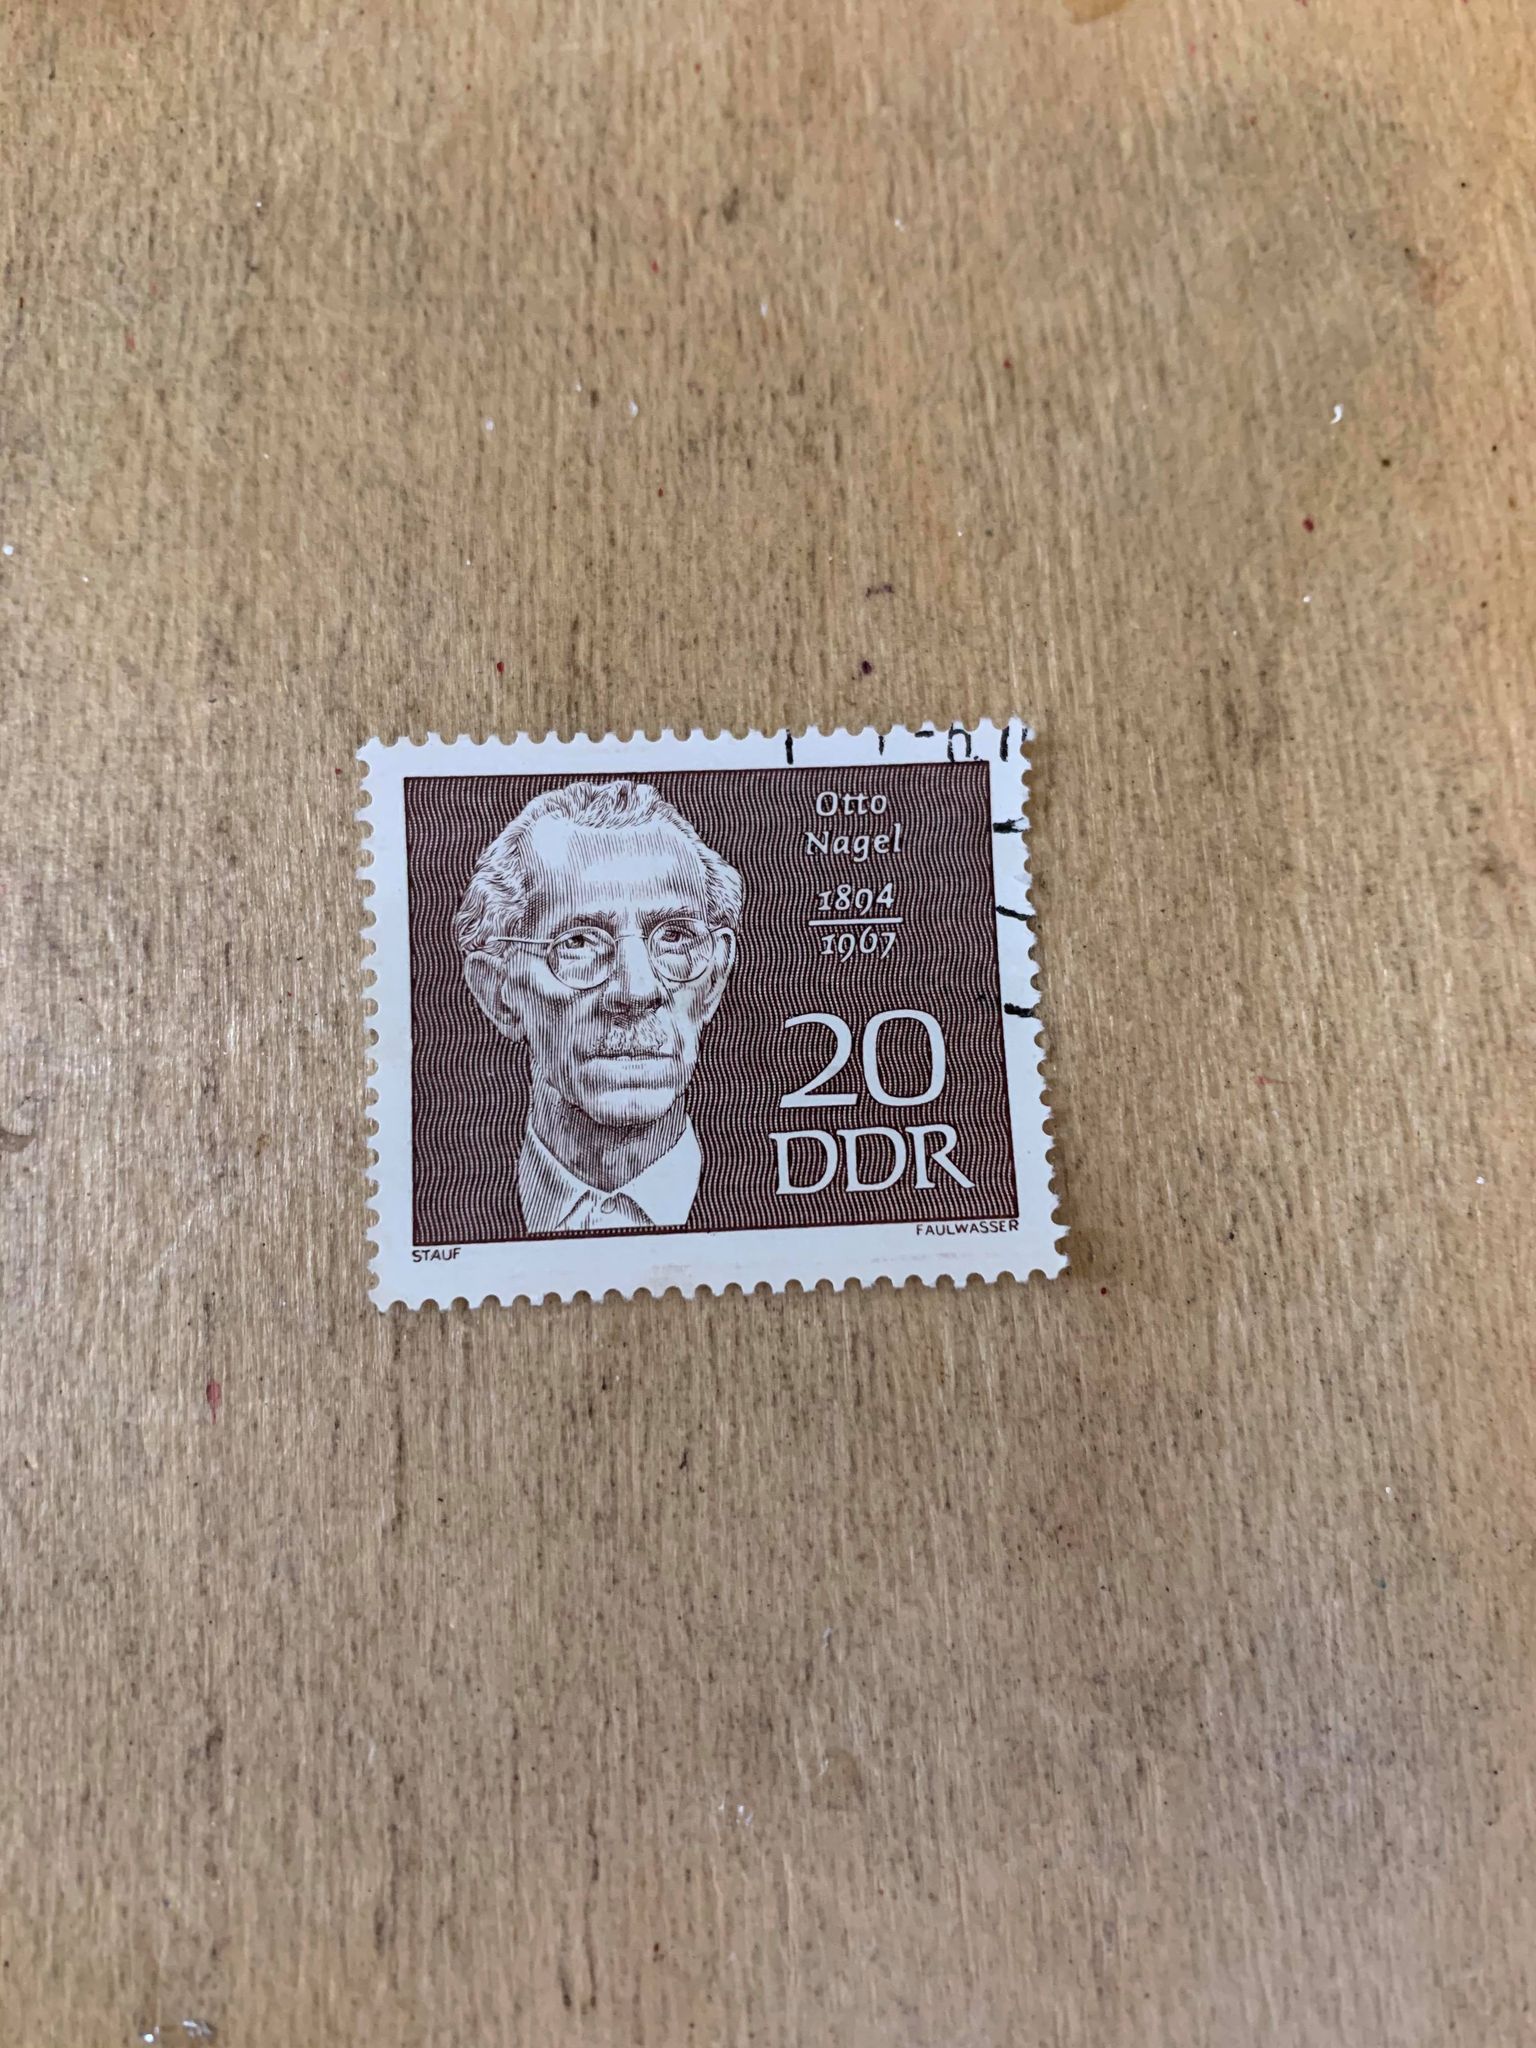 Otto
Nagel
1894
1967
20
DDR
STAUF
FAULWASSER